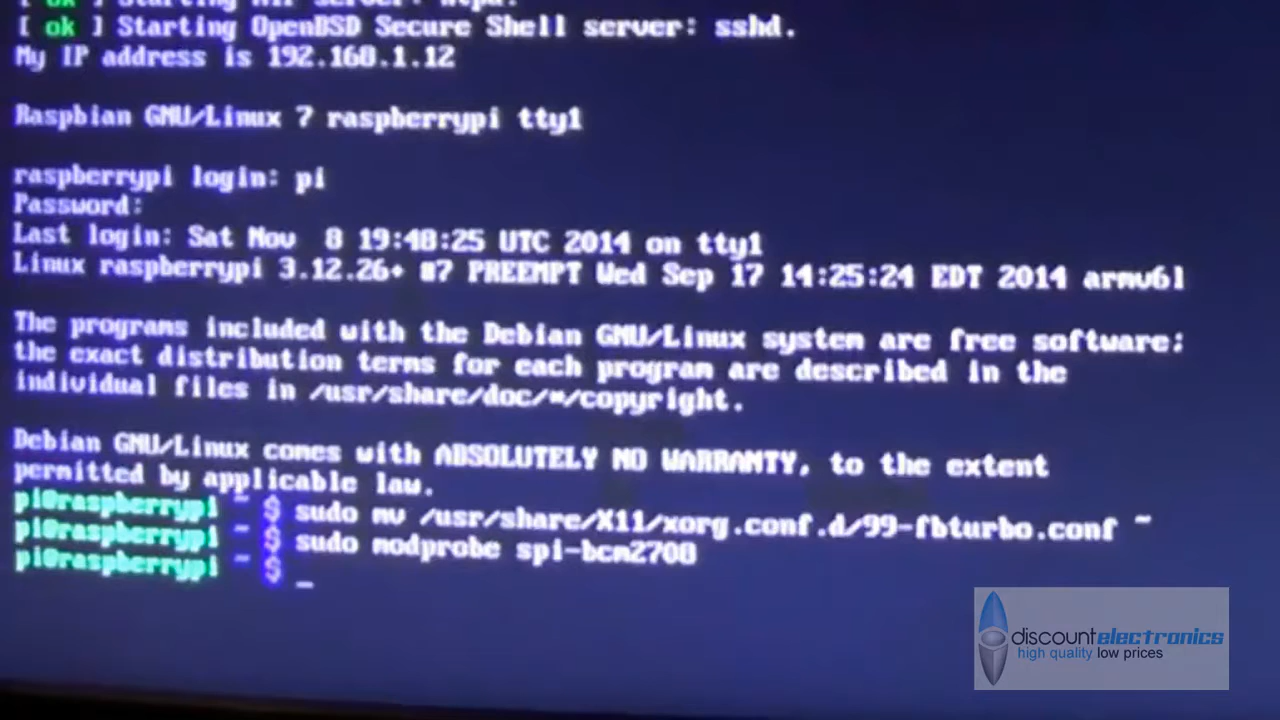 [ ok ] Starting OpenBSD Secure Shell server: sshd.
My IP address is 192.168.1.12
Raspbian GNU/Linux 7 raspberrypi tty1
raspberrypi login: pi
Password:
Last login: Sat Nov  8 19:48:25 UTC 2014 on tty1
Linux raspberrypi 3.12.26+ #7 PREEMPT Wed Sep 17 14:25:24 EDT 2014 armv6l
The programs included with the Debian GNU/Linux system are free software;
the exact distribution terms for each program are described in the
individual files in /usr/share/doc/*/copyright.
Debian GNU/Linux comes with ABSOLUTELY NO WARRANTY, to the extent
permitted by applicable law.
pi@raspberrypi ~ $ sudo mv /usr/share/X11/xorg.conf.d/99-fbturbo.conf ~
pi@raspberrypi ~ $ sudo modprobe spi-bcm2708
pi@raspberrypi ~ $ _
discountelectronics
high quality low prices